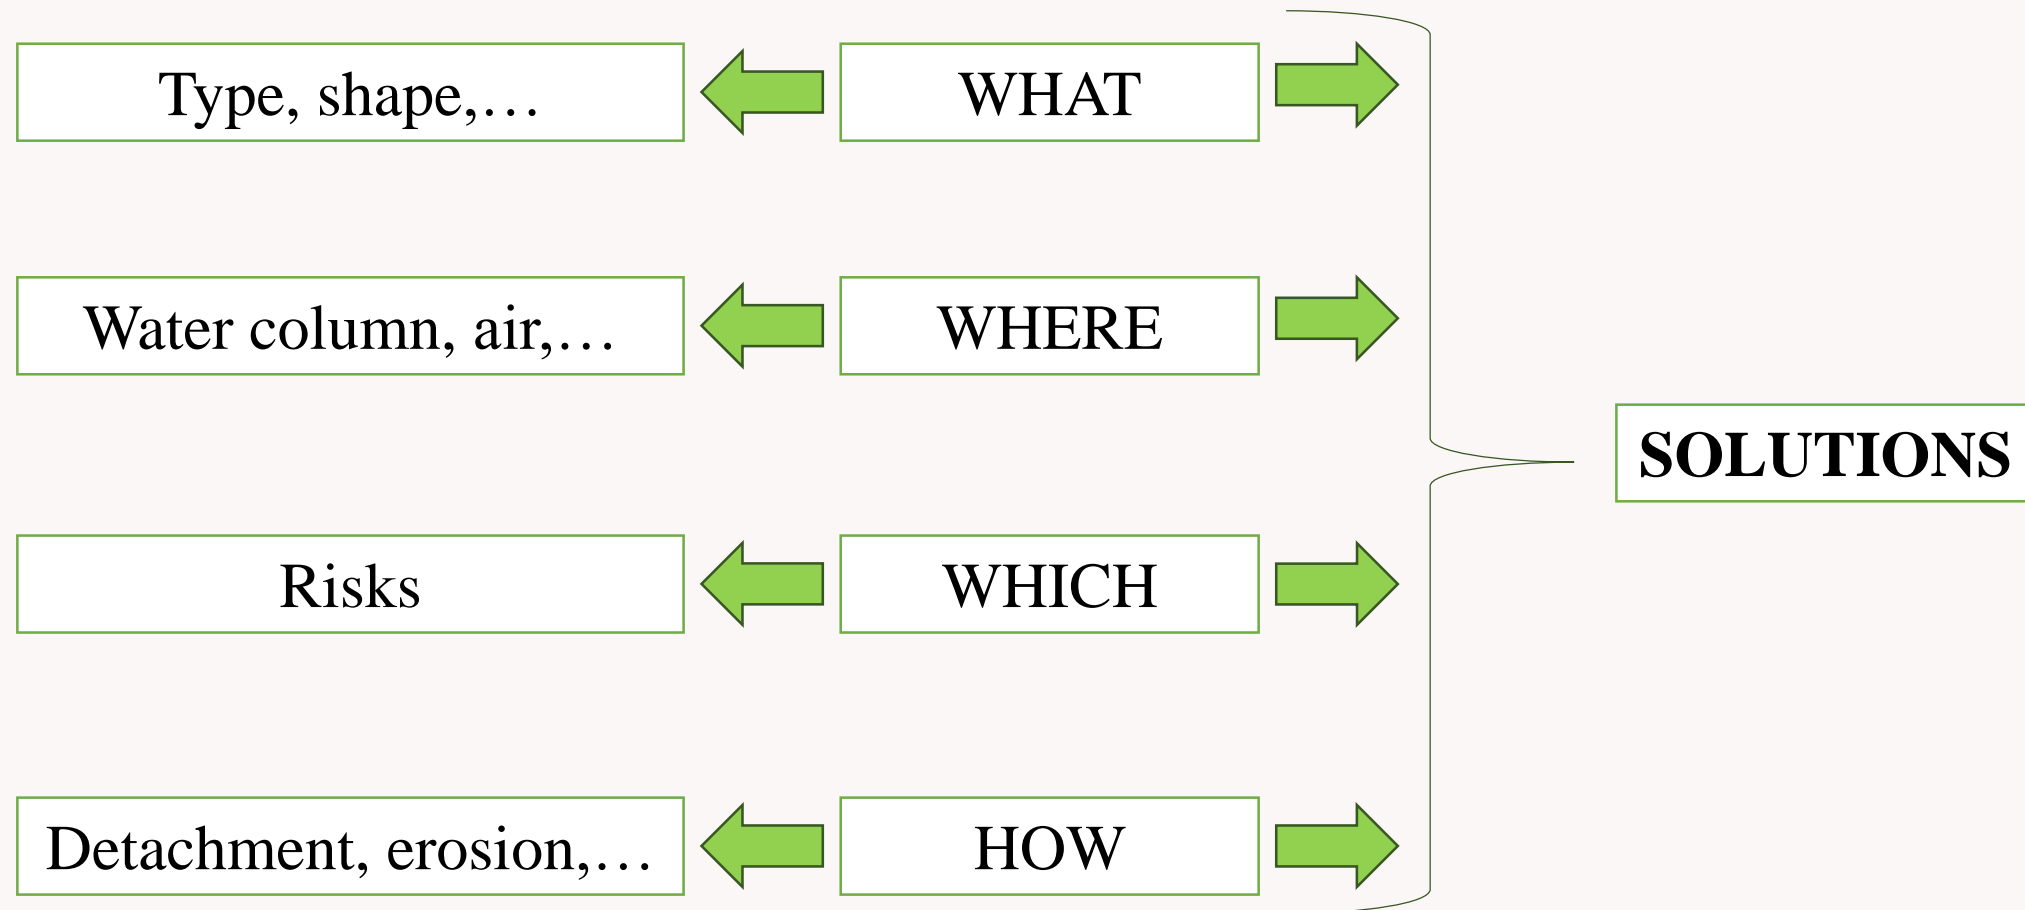 Type, shape,…
WHAT
Water column, air,…
WHERE
SOLUTIONS
Risks
WHICH
Detachment, erosion,…
HOW